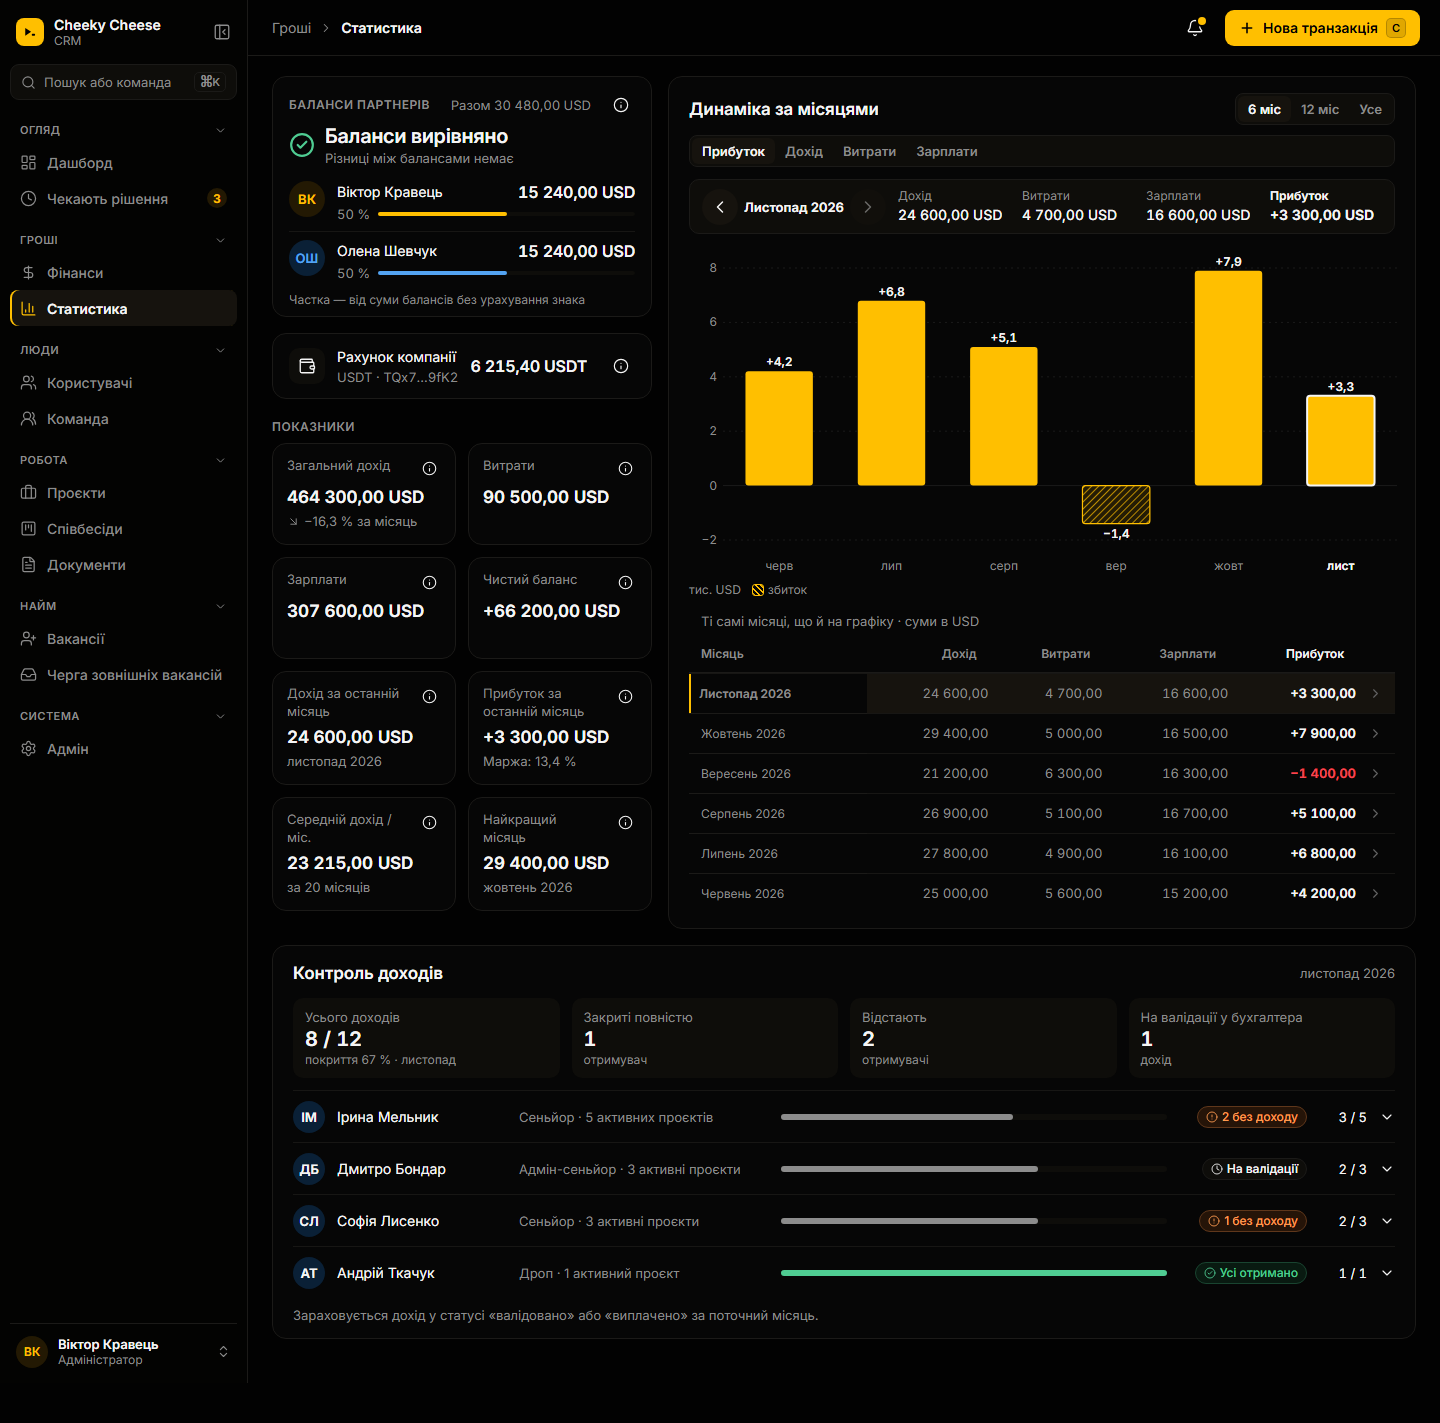 Cheeky Cheese
CRM
Пошук або команда ⌘K
ОГЛЯД
Дашборд
Чекають рішення 3
ГРОШІ
Фінанси
Статистика
ЛЮДИ
Користувачі
Команда
РОБОТА
Проєкти
Співбесіди
Документи
НАЙМ
Вакансії
Черга зовнішніх вакансій
СИСТЕМА
Адмін
ВК Віктор Кравець
Адміністратор
Гроші > Статистика
+ Нова транзакція C
БАЛАНСИ ПАРТНЕРІВ Разом 30 480,00 USD
Баланси вирівняно
Різниці між балансами немає
ВК Віктор Кравець 15 240,00 USD
50 %
ОШ Олена Шевчук 15 240,00 USD
50 %
Частка — від суми балансів без урахування знака
Рахунок компанії 6 215,40 USDT
USDT · TQx7…9fK2
ПОКАЗНИКИ
Загальний дохід
464 300,00 USD
−16,3 % за місяць
Витрати
90 500,00 USD
Зарплати
307 600,00 USD
Чистий баланс
+66 200,00 USD
Дохід за останній
місяць
24 600,00 USD
листопад 2026
Прибуток за
останній місяць
+3 300,00 USD
Маржа: 13,4 %
Середній дохід /
міс.
23 215,00 USD
за 20 місяців
Найкращий
місяць
29 400,00 USD
жовтень 2026
Динаміка за місяцями 6 міс 12 міс Усе
Прибуток Дохід Витрати Зарплати
Листопад 2026
Дохід
24 600,00 USD
Витрати
4 700,00 USD
Зарплати
16 600,00 USD
Прибуток
+3 300,00 USD
8
6
4
2
0
−2
+4,2
+6,8
+5,1
−1,4
+7,9
+3,3
черв лип серп вер жовт лист
тис. USD збиток
Ті самі місяці, що й на графіку · суми в USD
Місяць Дохід Витрати Зарплати Прибуток
Листопад 2026 24 600,00 4 700,00 16 600,00 +3 300,00
Жовтень 2026 29 400,00 5 000,00 16 500,00 +7 900,00
Вересень 2026 21 200,00 6 300,00 16 300,00 −1 400,00
Серпень 2026 26 900,00 5 100,00 16 700,00 +5 100,00
Липень 2026 27 800,00 4 900,00 16 100,00 +6 800,00
Червень 2026 25 000,00 5 600,00 15 200,00 +4 200,00
Контроль доходів листопад 2026
Усього доходів
8 / 12
покриття 67 % · листопад
Закриті повністю
1
отримувач
Відстають
2
отримувачі
На валідації у бухгалтера
1
дохід
ІМ Ірина Мельник Сеньйор · 5 активних проєктів 2 без доходу 3 / 5
ДБ Дмитро Бондар Адмін-сеньйор · 3 активні проєкти На валідації 2 / 3
СЛ Софія Лисенко Сеньйор · 3 активні проєкти 1 без доходу 2 / 3
АТ Андрій Ткачук Дроп · 1 активний проєкт Усі отримано 1 / 1
Зараховується дохід у статусі «валідовано» або «виплачено» за поточний місяць.